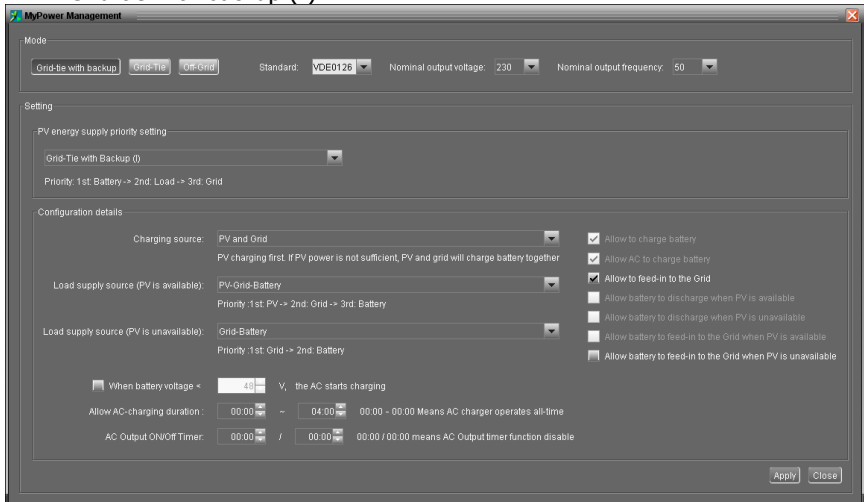 MyPower Management
Mode
Grid-tie with backup Grid-Tie Off-Grid Standard: VDE0126 Nominal output voltage: 230 Nominal output frequency: 50
Setting
PV energy supply priority setting
Grid-Tie with Backup (I)
Priority: 1st: Battery -> 2nd: Load -> 3rd: Grid
Configuration details
Charging source: PV and Grid
PV charging first. If PV power is not sufficient, PV and grid will charge battery together
Load supply source (PV is available): PV-Grid-Battery
Priority :1st: PV -> 2nd: Grid -> 3rd: Battery
Load supply source (PV is unavailable): Grid-Battery
Priority :1st: Grid -> 2nd: Battery
Allow to charge battery
Allow AC to charge battery
Allow to feed-in to the Grid
Allow battery to discharge when PV is available
Allow battery to discharge when PV is unavailable
Allow battery to feed-in to the Grid when PV is available
Allow battery to feed-in to the Grid when PV is unavailable
When battery voltage < 48 V, the AC starts charging
Allow AC-charging duration : 00:00 ~ 04:00 00:00 - 00:00 Means AC charger operates all-time
AC Output ON/Off Timer: 00:00 / 00:00 00:00 / 00:00 means AC Output timer function disable
Apply Close